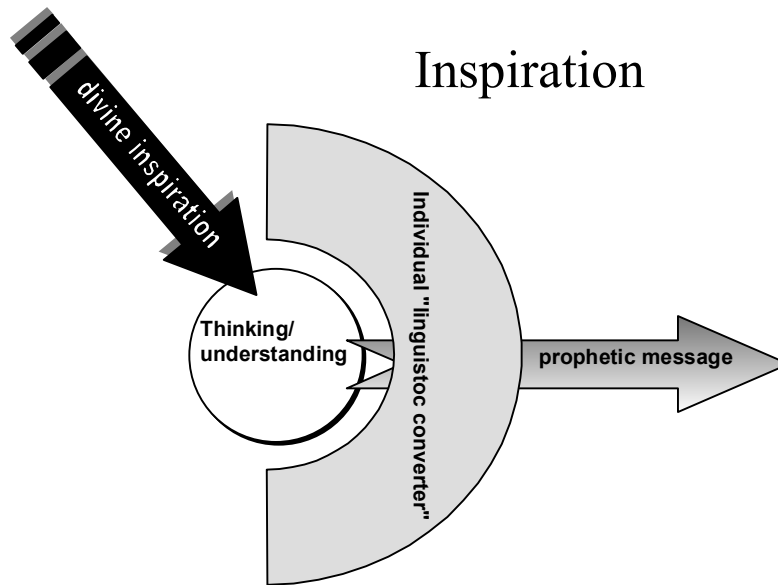 Inspiration
divine inspiration
Thinking/
understanding
Individual "linguistoc converter"
prophetic message